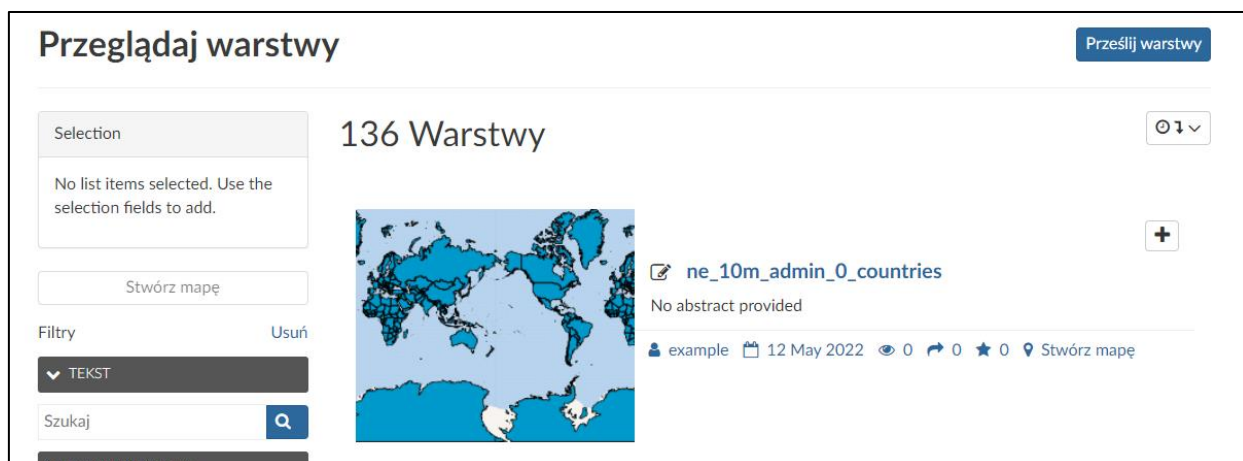 Przeglądaj warstwy
Prześlij warstwy
Selection
No list items selected. Use the
selection fields to add.
Stwórz mapę
Filtry
Usuń
TEKST
Szukaj
136 Warstwy
ne_10m_admin_0_countries
No abstract provided
example 12 May 2022 0 0 0 Stwórz mapę